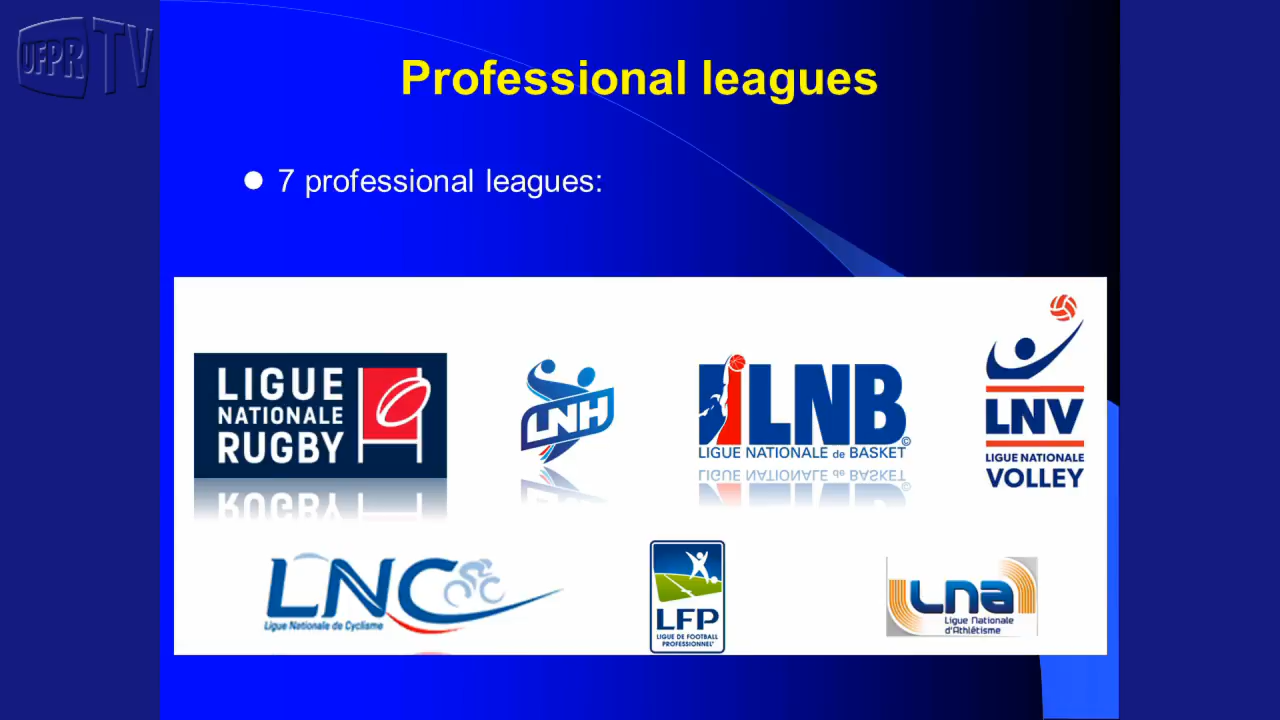 UFPR TV
Professional leagues
7 professional leagues:
LIGUE
NATIONALE
RUGBY
LNH
LNB
LIGUE NATIONALE de BASKET
LNV
LIGUE NATIONALE
VOLLEY
LNC
Ligue Nationale de Cyclisme
LFP
LIGUE DE FOOTBALL
PROFESSIONNEL
lna
Ligue Nationale
d'Athlétisme